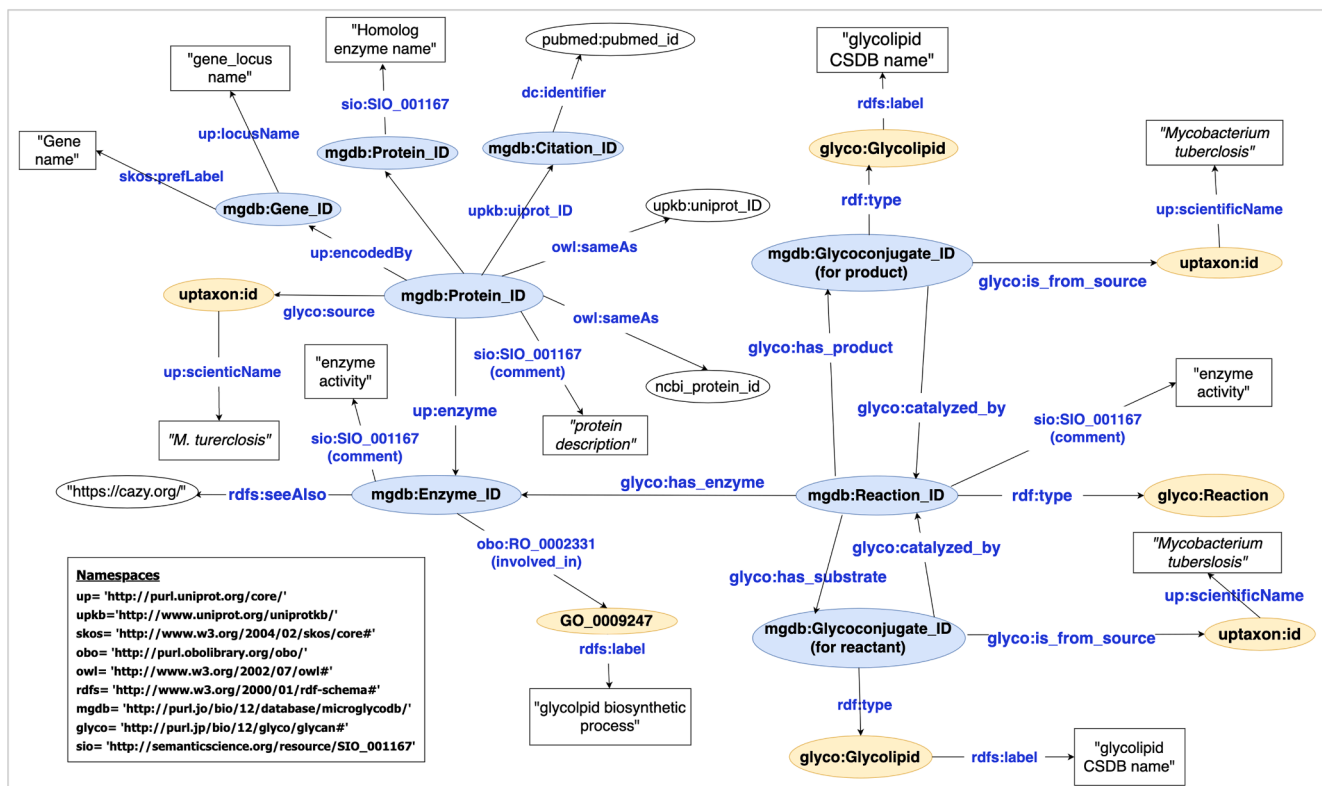 "Homolog
enzyme name"
pubmed:pubmed_id
"glycolipid
CSDB name"
"gene_locus
name"
dc:identifier
sio:SIO_001167
rdfs:label
up:locusName
"Mycobacterium
tuberclosis"
"Gene
name"
mgdb:Protein_ID
mgdb:Citation_ID
glyco:Glycolipid
skos:prefLabel
rdf:type
up:scientificName
mgdb:Gene_ID
upkb:uiprot_ID
upkb:uniprot_ID
up:encodedBy
owl:sameAs
mgdb:Glycoconjugate_ID
(for product)
uptaxon:id
glyco:is_from_source
uptaxon:id
mgdb:Protein_ID
glyco:source
owl:sameAs
glyco:has_product
sio:SIO_001167
(comment)
"enzyme
activity"
up:scienticName
ncbi_protein_id
"enzyme
activity"
glyco:catalyzed_by
up:enzyme
sio:SIO_001167
(comment)
"M. turerclosis"
"protein
description"
sio:SIO_001167
(comment)
glyco:has_enzyme
"https://cazy.org/"
rdfs:seeAlso
mgdb:Enzyme_ID
mgdb:Reaction_ID
rdf:type
glyco:Reaction
obo:RO_0002331
(involved_in)
glyco:catalyzed_by
"Mycobacterium
tuberslosis"
glyco:has_substrate
up:scientificName
GO_0009247
mgdb:Glycoconjugate_ID
(for reactant)
glyco:is_from_source
uptaxon:id
rdfs:label
"glycolpid biosynthetic
process"
rdf:type
glyco:Glycolipid
rdfs:label
"glycolipid
CSDB name"
Namespaces
up= 'http://purl.uniprot.org/core/'
upkb='http://www.uniprot.org/uniprotkb/'
skos= 'http://www.w3.org/2004/02/skos/core#'
obo= 'http://purl.obolibrary.org/obo/'
owl= 'http://www.w3.org/2002/07/owl#'
rdfs= 'http://www.w3.org/2000/01/rdf-schema#'
mgdb= 'http://purl.jo/bio/12/database/microglycodb/'
glyco= 'http://purl.jp/bio/12/glyco/glycan#'
sio= 'http://semanticscience.org/resource/SIO_001167'